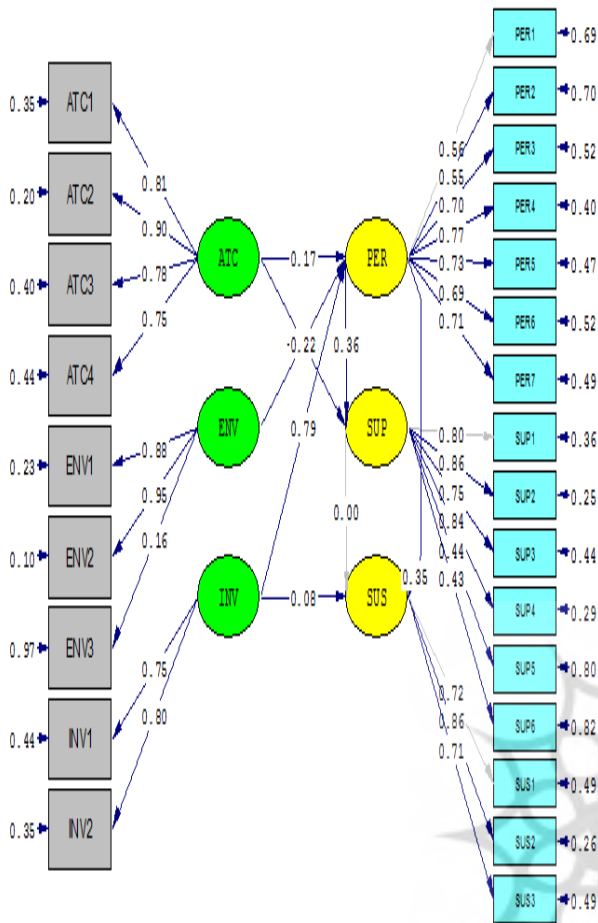 0.35 ATC1
0.20 ATC2
0.40 ATC3
0.44 ATC4
0.23 ENV1
0.10 ENV2
0.97 ENV3
0.44 INV1
0.35 INV2
0.81
0.90
0.78
0.75
0.88
0.95
0.16
0.75
0.80
ATC
ENV
INV
0.17
-0.22
0.79
0.08
PER
0.36
SUP
0.00
SUS
0.35
0.56
0.55
0.70
0.77
0.73
0.69
0.71
0.80
0.86
0.75
0.84
0.44
0.43
0.72
0.86
0.71
PER1 0.69
PER2 0.70
PER3 0.52
PER4 0.40
PER5 0.47
PER6 0.52
PER7 0.49
SUP1 0.36
SUP2 0.25
SUP3 0.44
SUP4 0.29
SUP5 0.80
SUP6 0.82
SUS1 0.49
SUS2 0.26
SUS3 0.49